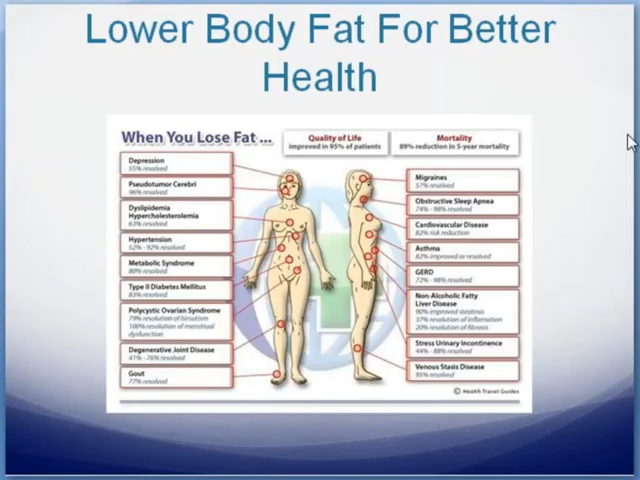 Lower Body Fat For Better
Health
When You Lose Fat ...
Quality of Life
improved in 95% of patients
Mortality
89% reduction in 5-year mortality
Depression
55% resolved
Pseudotumor Cerebri
96% resolved
Dyslipidemia
Hypercholesterolemia
63% resolved
Hypertension
52% - 92% resolved
Metabolic Syndrome
80% resolved
Type II Diabetes Mellitus
83% resolved
Polycystic Ovarian Syndrome
79% resolution of hirsutism
100% resolution of menstrual
dysfunction
Degenerative Joint Disease
41% - 76% resolved
Gout
77% resolved
Migraines
57% resolved
Obstructive Sleep Apnea
74% - 98% resolved
Cardiovascular Disease
82% risk reduction
Asthma
82% improved or resolved
GERD
72% - 98% resolved
Non-Alcoholic Fatty
Liver Disease
90% improved steatosis
37% resolution of inflamation
20% resolution of fibrosis
Stress Urinary Incontinence
44% - 88% resolved
Venous Stasis Disease
95% resolved
© Health Travel Guides